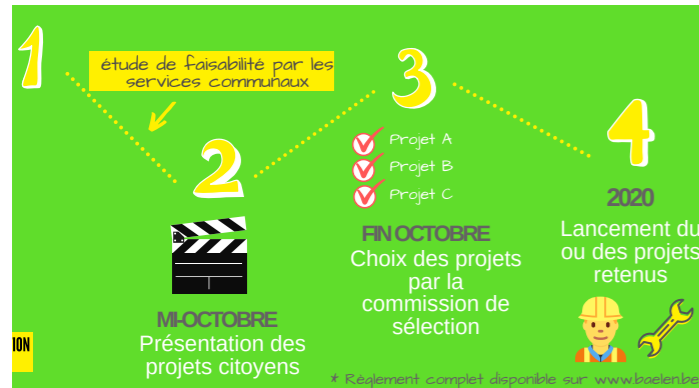 1
étude de faisabilité par les
services communaux
2
MI-OCTOBRE
Présentation des
projets citoyens
3
Projet A
Projet B
Projet C
FIN OCTOBRE
Choix des projets
par la
commission de
sélection
4
2020
Lancement du
ou des projets
retenus
* Règlement complet disponible sur www.baelen.be